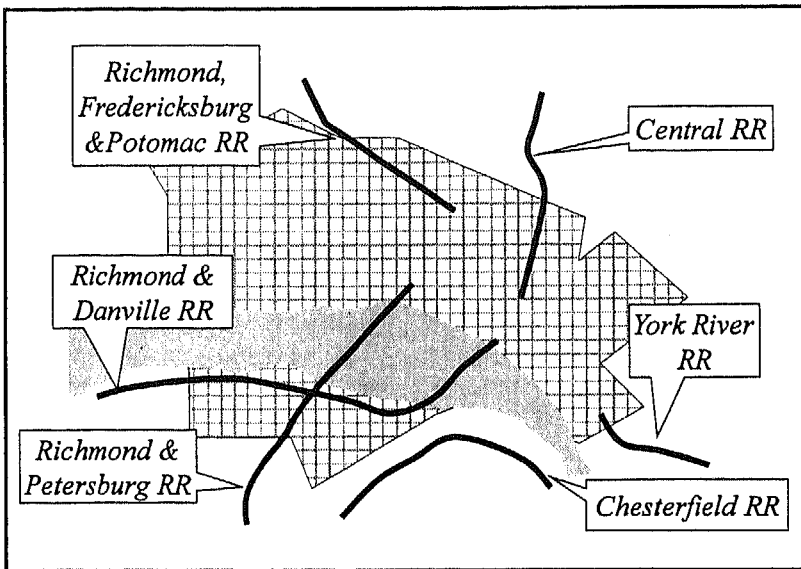 Richmond,
Fredericksburg
&Potomac RR
Central RR
Richmond &
Danville RR
York River
RR
Richmond &
Petersburg RR
Chesterfield RR